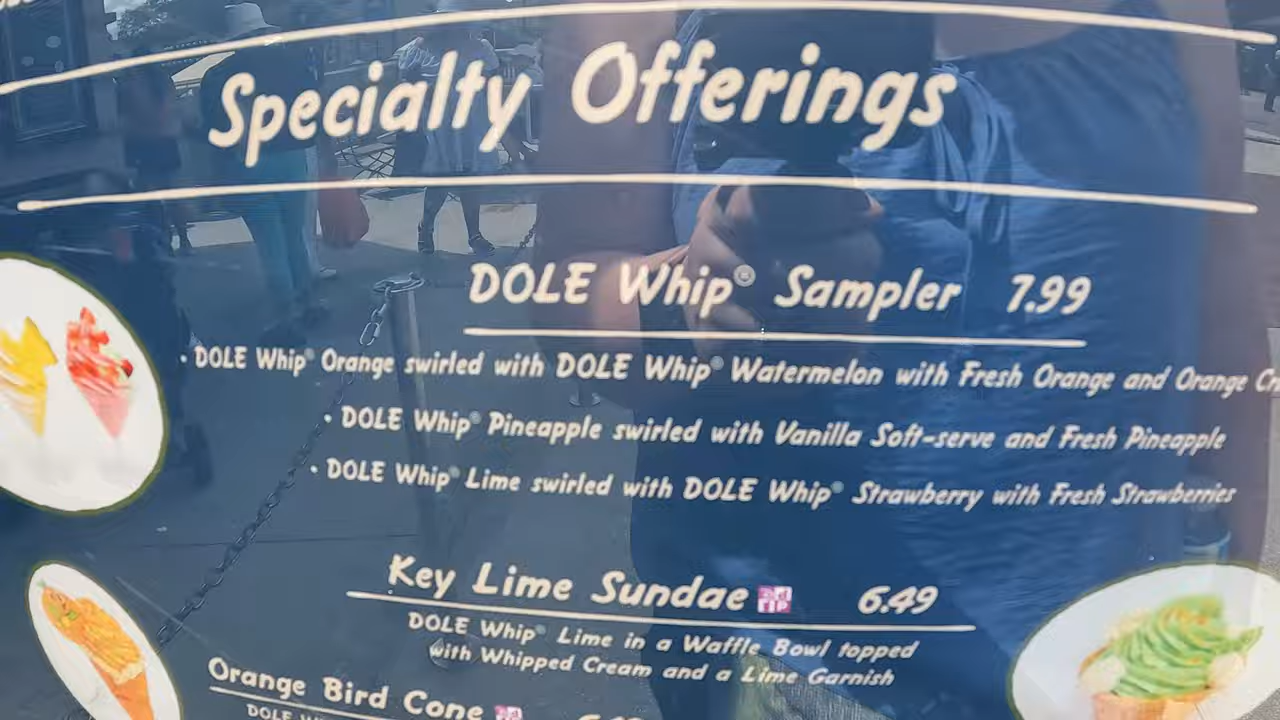 Specialty Offerings
DOLE Whip® Sampler 7.99
• DOLE Whip® Orange swirled with DOLE Whip® Watermelon with Fresh Orange and Orange
• DOLE Whip® Pineapple swirled with Vanilla Soft-serve and Fresh Pineapple
• DOLE Whip® Lime swirled with DOLE Whip® Strawberry with Fresh Strawberries
Key Lime Sundae 6.49
DOLE Whip® Lime in a Waffle Bowl topped
with Whipped Cream and a Lime Garnish
Orange Bird Cone
DOLE